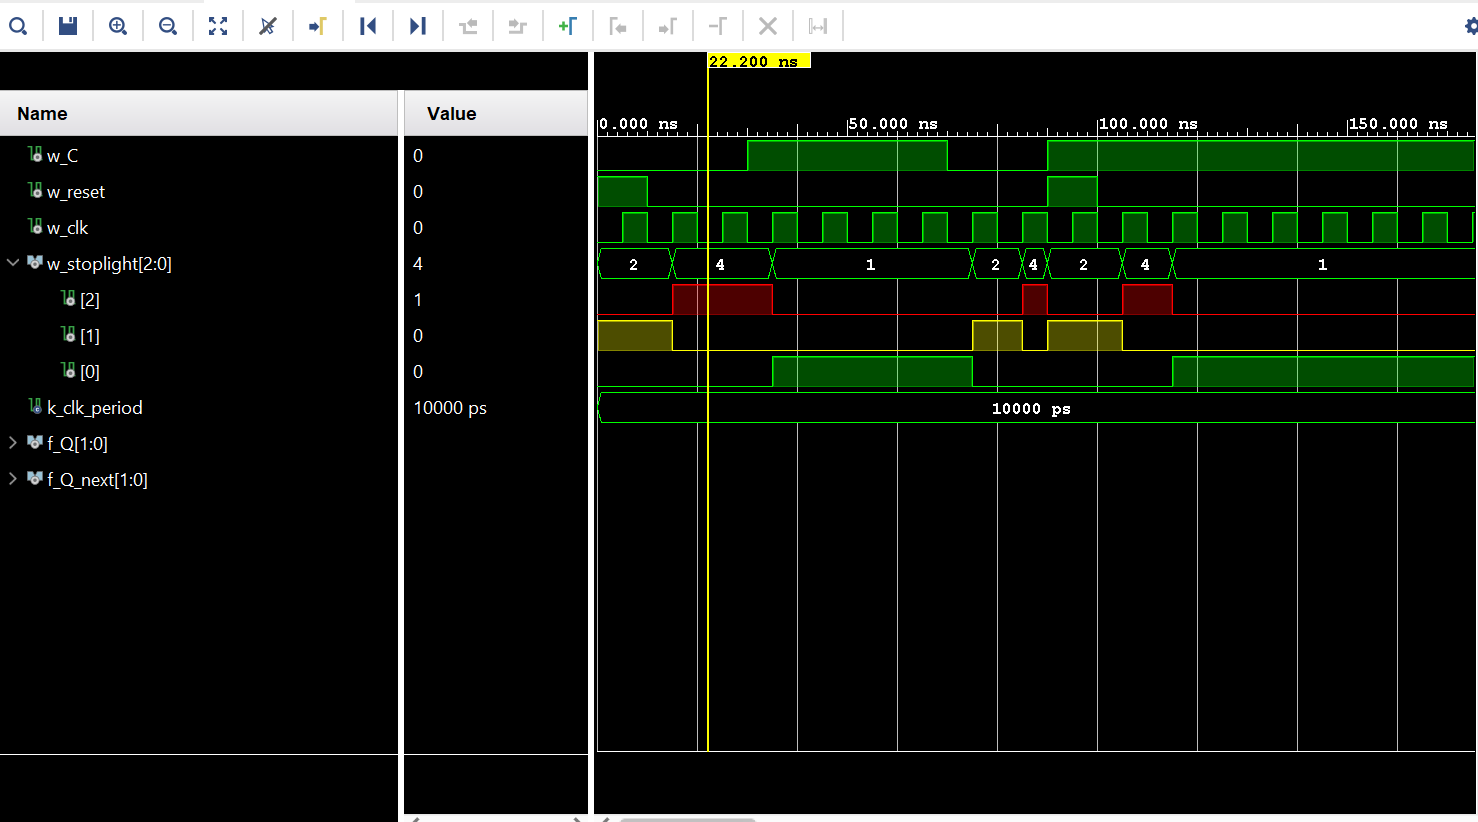 22.200 ns
Name Value
0.000 ns 50.000 ns 100.000 ns 150.000 ns
w_C 0
w_reset 0
w_clk 0
w_stoplight[2:0] 4 2 4 1 2 4 2 4 1
[2] 1
[1] 0
[0] 0
k_clk_period 10000 ps 10000 ps
f_Q[1:0]
f_Q_next[1:0]